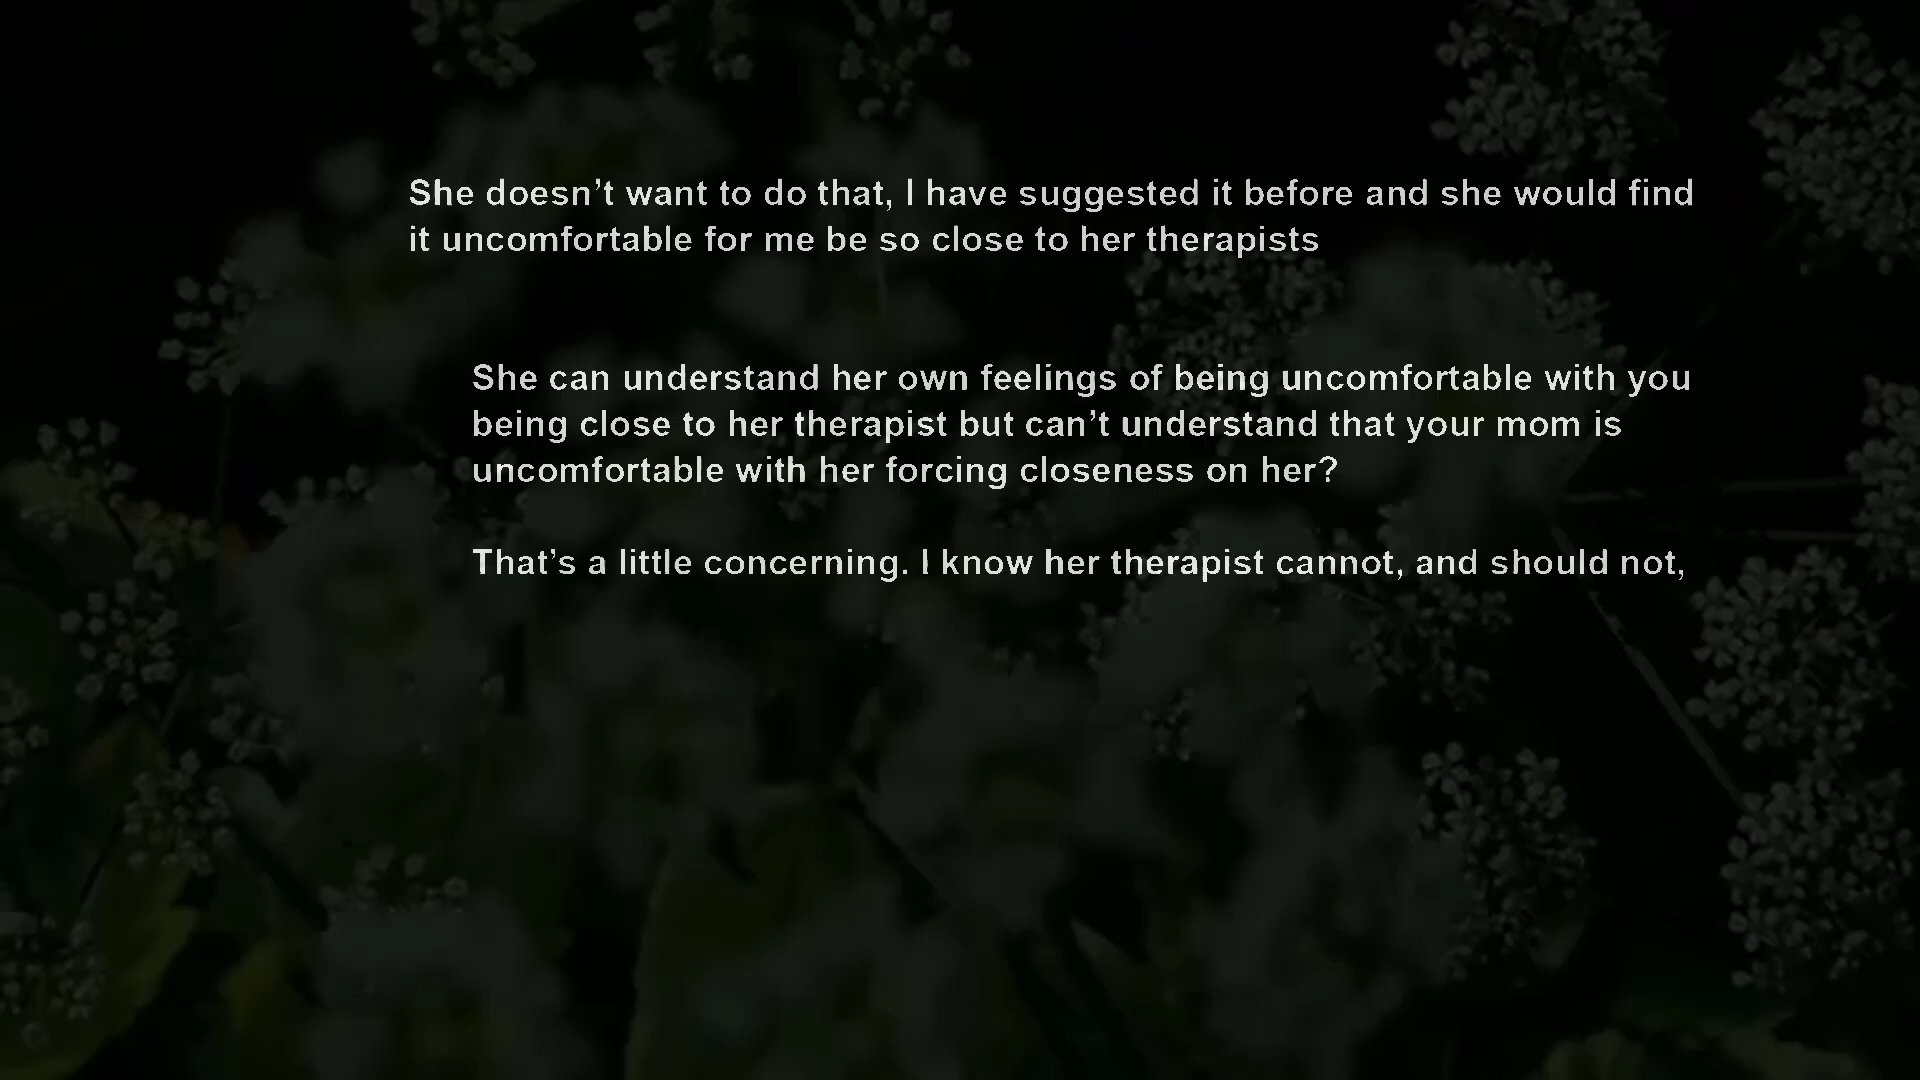 She doesn’t want to do that, I have suggested it before and she would find
it uncomfortable for me be so close to her therapists
She can understand her own feelings of being uncomfortable with you
being close to her therapist but can’t understand that your mom is
uncomfortable with her forcing closeness on her?
That’s a little concerning. I know her therapist cannot, and should not,